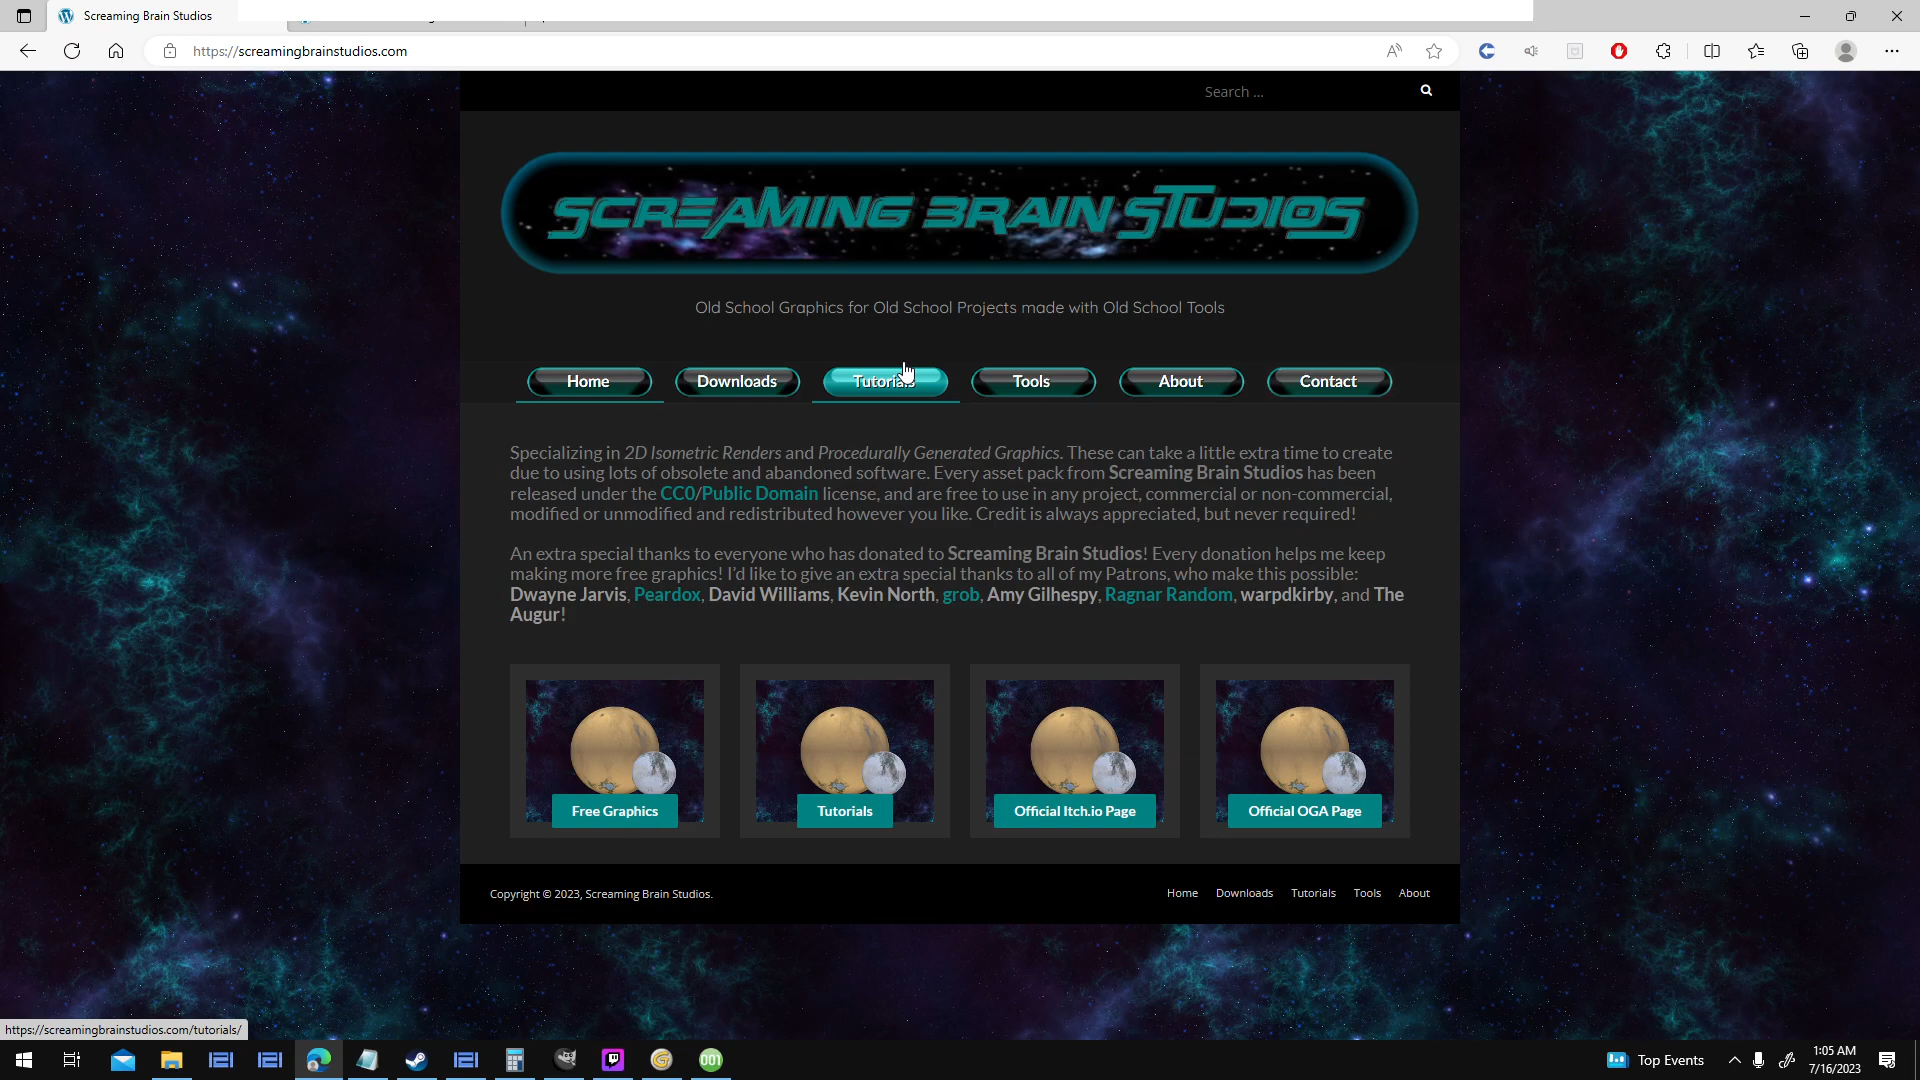 Screaming Brain Studios
https://screamingbrainstudios.com
Search ...
SCREAMING BRAIN STUDIOS
Old School Graphics for Old School Projects made with Old School Tools
Home Downloads Tutorials Tools About Contact
Specializing in 2D Isometric Renders and Procedurally Generated Graphics. These can take a little extra time to create
due to using lots of obsolete and abandoned software. Every asset pack from Screaming Brain Studios has been
released under the CC0/Public Domain license, and are free to use in any project, commercial or non-commercial,
modified or unmodified and redistributed however you like. Credit is always appreciated, but never required!
An extra special thanks to everyone who has donated to Screaming Brain Studios! Every donation helps me keep
making more free graphics! I'd like to give an extra special thanks to all of my Patrons, who make this possible:
Dwayne Jarvis, Peardox, David Williams, Kevin North, grob, Amy Gilhespy, Ragnar Random, warpdkirby, and The
Augur!
Free Graphics Tutorials Official Itch.io Page Official OGA Page
Copyright © 2023, Screaming Brain Studios. Home Downloads Tutorials Tools About
https://screamingbrainstudios.com/tutorials/
001
Top Events
1:05 AM
7/16/2023